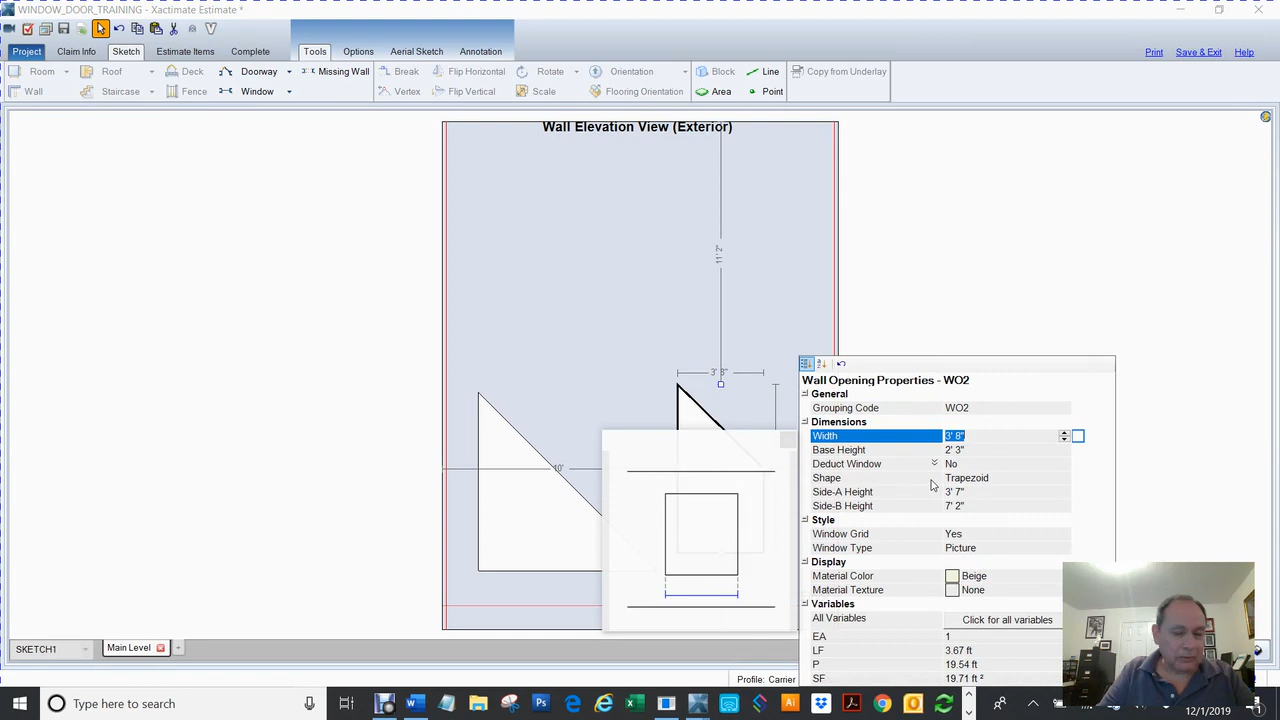 WINDOW_DOOR_TRAINING - Xactimate Estimate *
Project Claim Info Sketch Estimate Items Complete Tools Options Aerial Sketch Annotation Print Save & Exit Help
Room Roof Deck Doorway Missing Wall Break Flip Horizontal Rotate Orientation Block Line Copy from Underlay
Wall Staircase Fence Window Vertex Flip Vertical Scale Flooring Orientation Area Point
Wall Elevation View (Exterior)
11' 2"
3' 8"
10'
Wall Opening Properties - WO2
General
Grouping Code WO2
Dimensions
Width 3' 8"
Base Height 2' 3"
Deduct Window No
Shape Trapezoid
Side-A Height 3' 7"
Side-B Height 7' 2"
Style
Window Grid Yes
Window Type Picture
Display
Material Color Beige
Material Texture None
Variables
All Variables Click for all variables
EA 1
LF 3.67 ft
P 19.54 ft
SF 19.71 ft ²
SKETCH1 Main Level
Profile: Carrier
Type here to search
12/1/2019